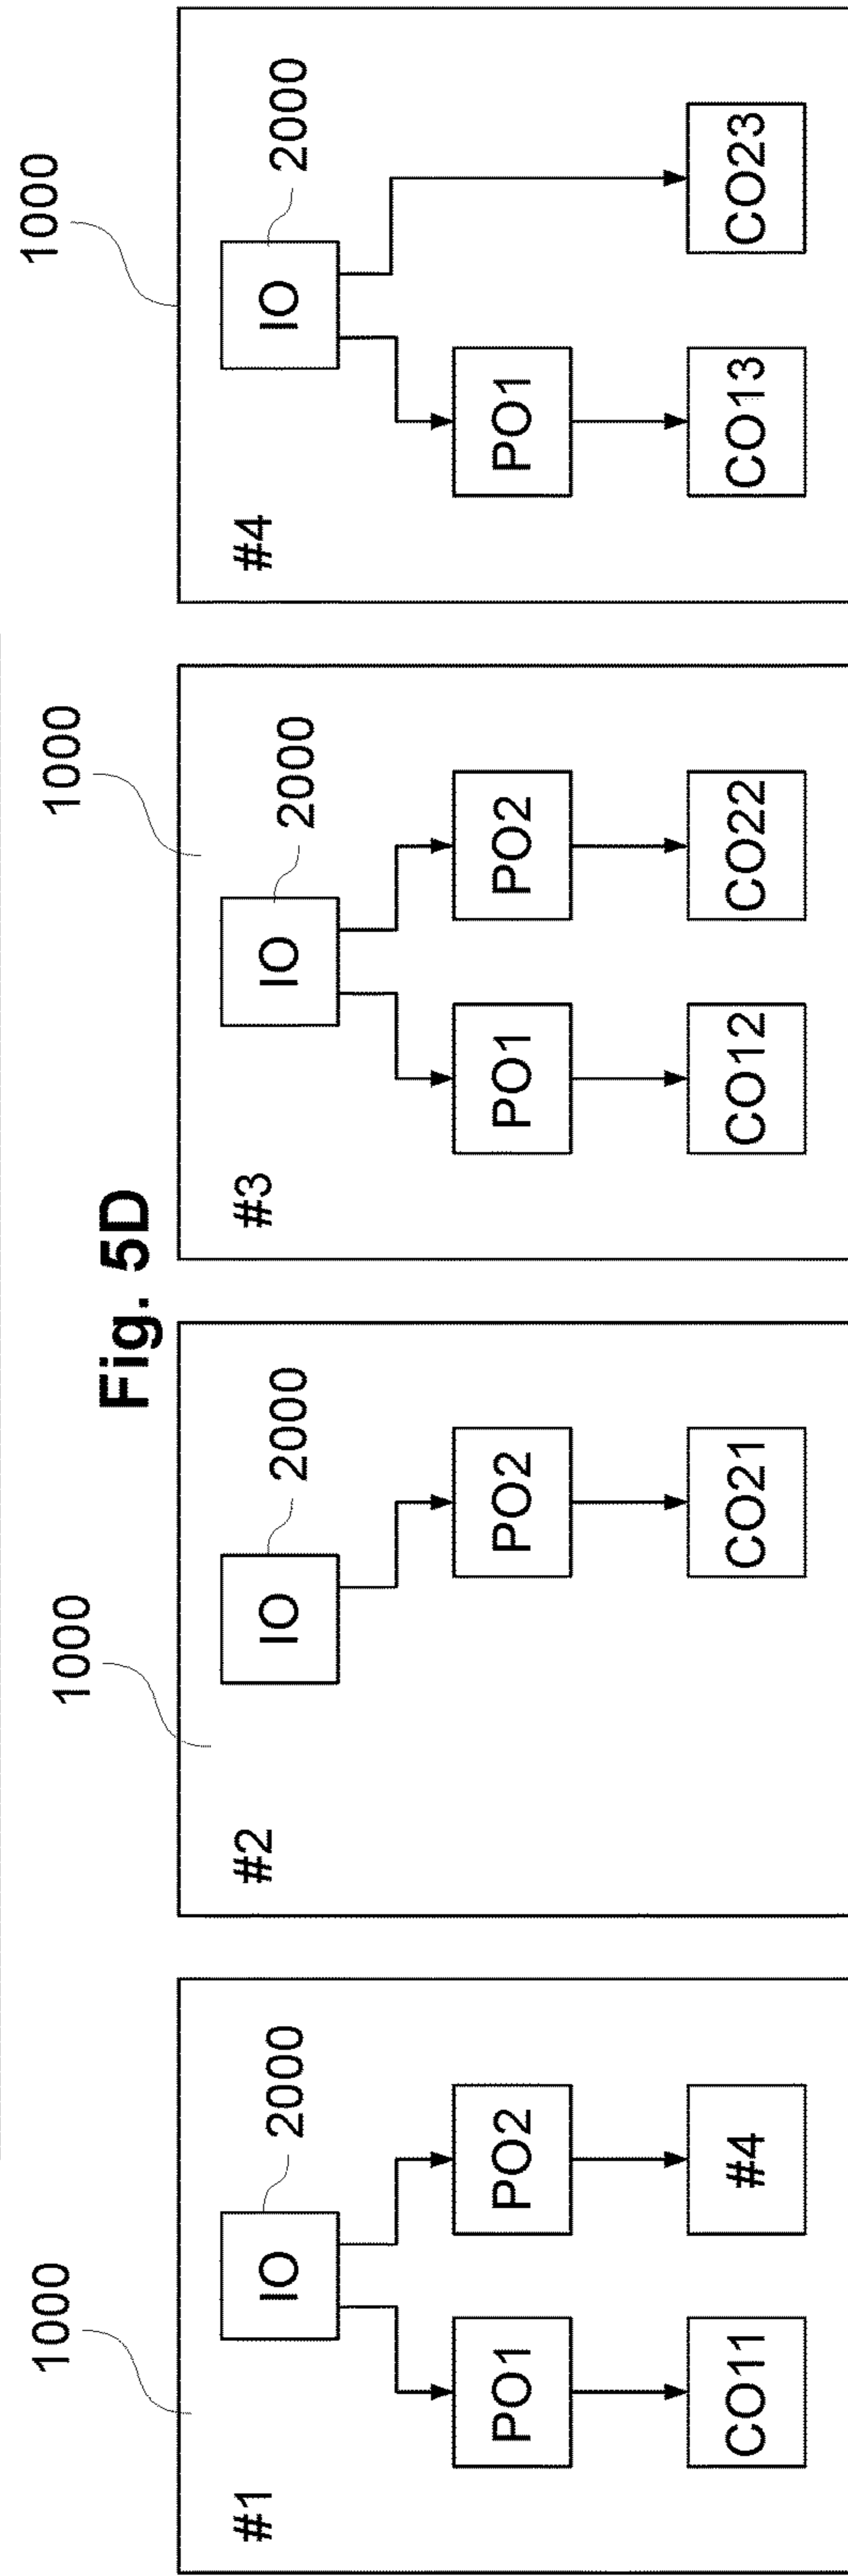 Fig. 5D
1000
#1
IO
2000
PO1
PO2
CO11
#4
1000
#2
IO
2000
PO2
CO21
1000
#3
IO
2000
PO1
PO2
CO12
CO22
1000
#4
IO
2000
PO1
CO13
CO23